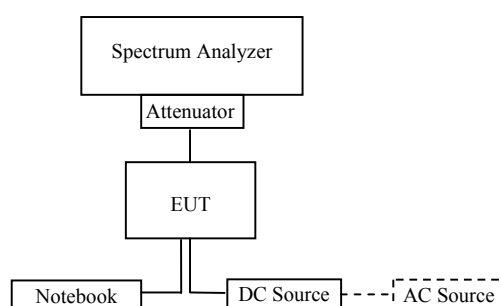 Spectrum Analyzer
Attenuator
EUT
Notebook
DC Source
AC Source